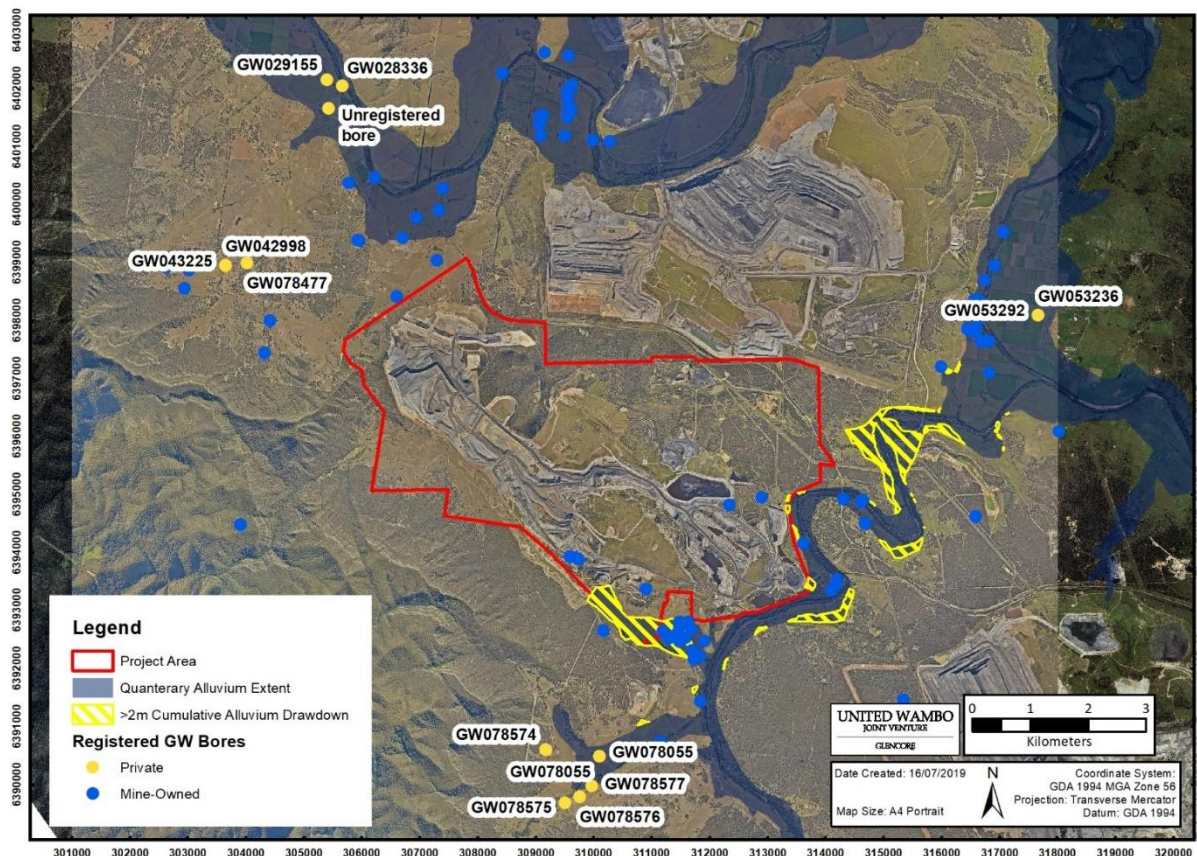 6403000
6402000
6401000
6400000
6399000
6398000
6397000
6396000
6395000
6394000
6393000
6392000
6391000
6390000
GW029155
GW028336
Unregistered
bore
GW042998
GW043225
GW078477
GW053236
GW053292
GW078574
GW078055
GW078055
GW078577
GW078575
GW078576
Legend
Project Area
Quanterary Alluvium Extent
>2m Cumulative Alluvium Drawdown
Registered GW Bores
Private
Mine-Owned
UNITED WAMBO
JOINT VENTURE
GLENCORE
0 1 2 3
Kilometers
Date Created: 16/07/2019
Map Size: A4 Portrait
N
Coordinate System:
GDA 1994 MGA Zone 56
Projection: Transverse Mercator
Datum: GDA 1994
301000 302000 303000 304000 305000 306000 307000 308000 309000 310000 311000 312000 313000 314000 315000 316000 317000 318000 319000 320000